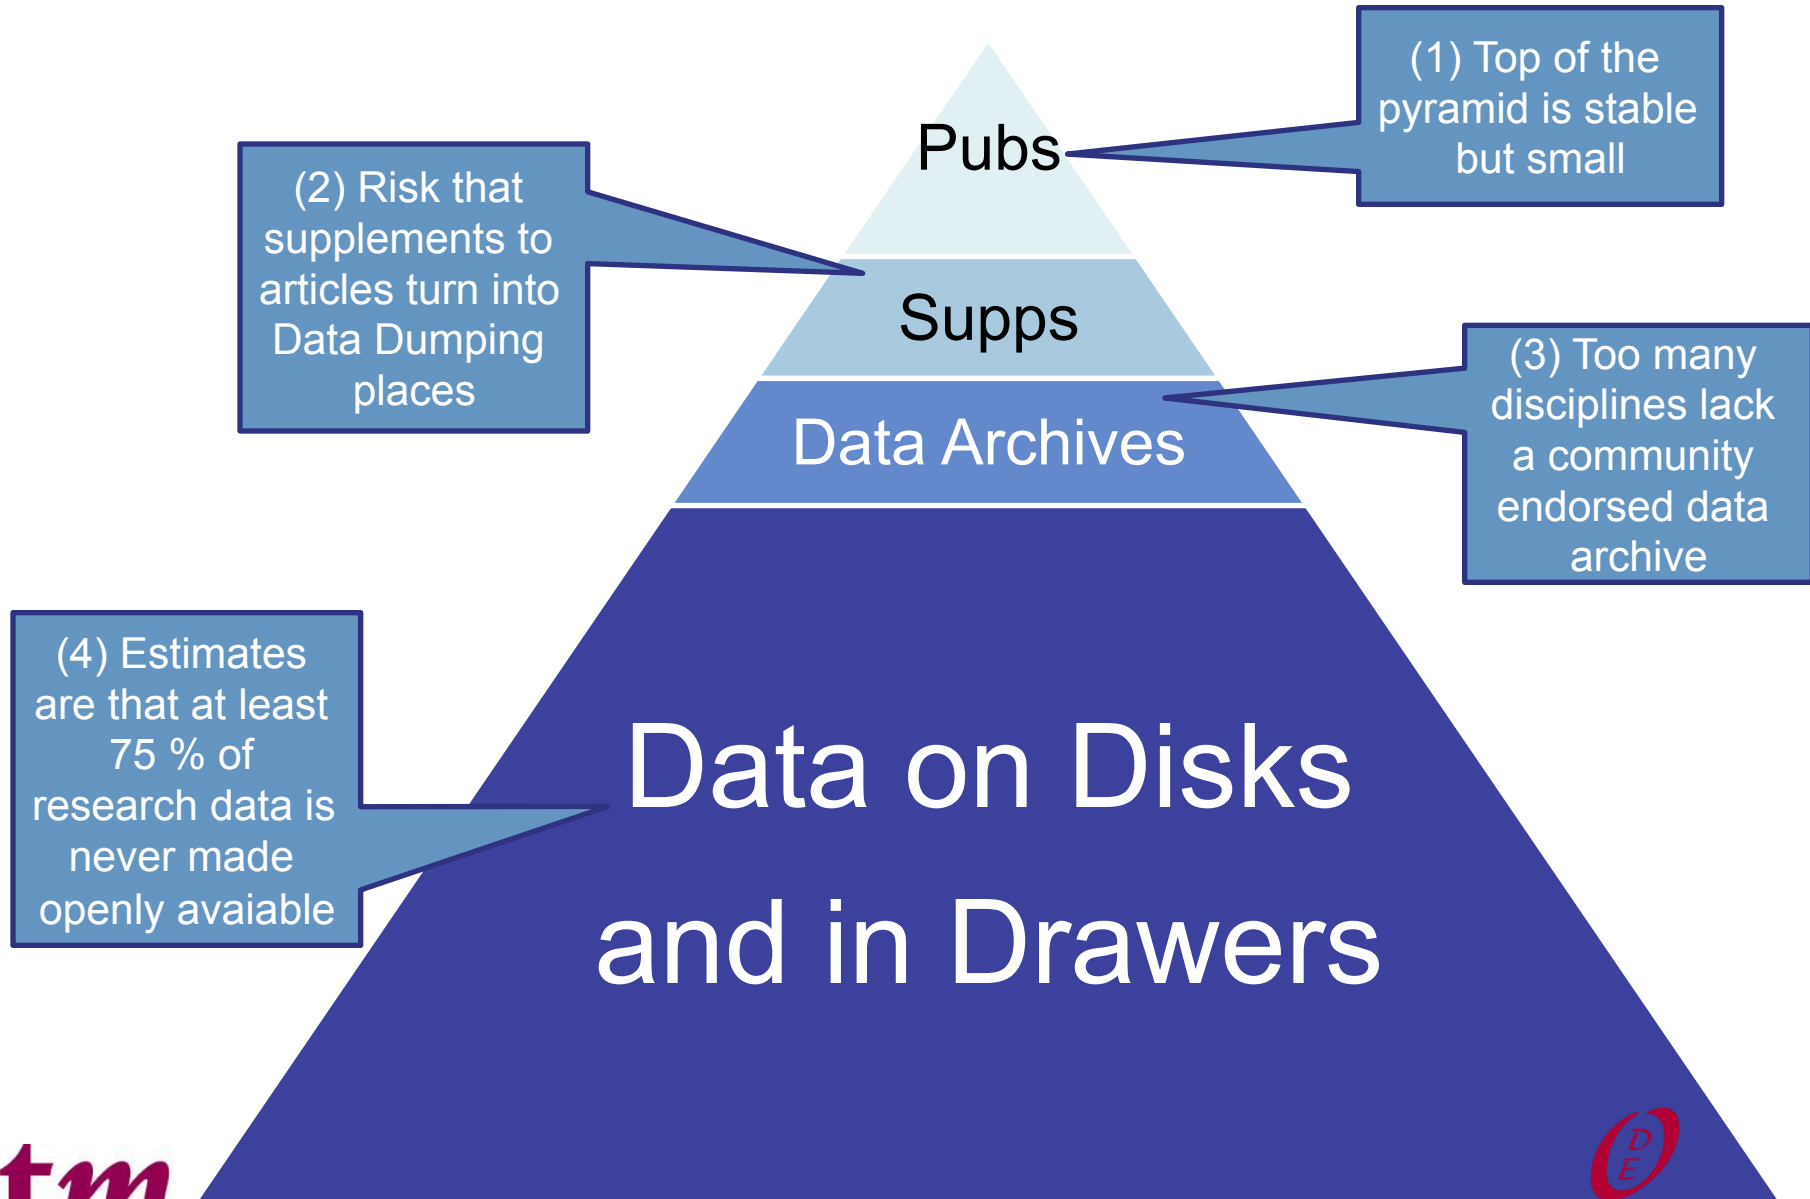 (1) Top of the
pyramid is stable
but small
Pubs
(2) Risk that
supplements to
articles turn into
Data Dumping
places
Supps
(3) Too many
disciplines lack
a community
endorsed data
archive
Data Archives
(4) Estimates
are that at least
75 % of
research data is
never made
openly avaiable
Data on Disks
and in Drawers
tm
O
D
E